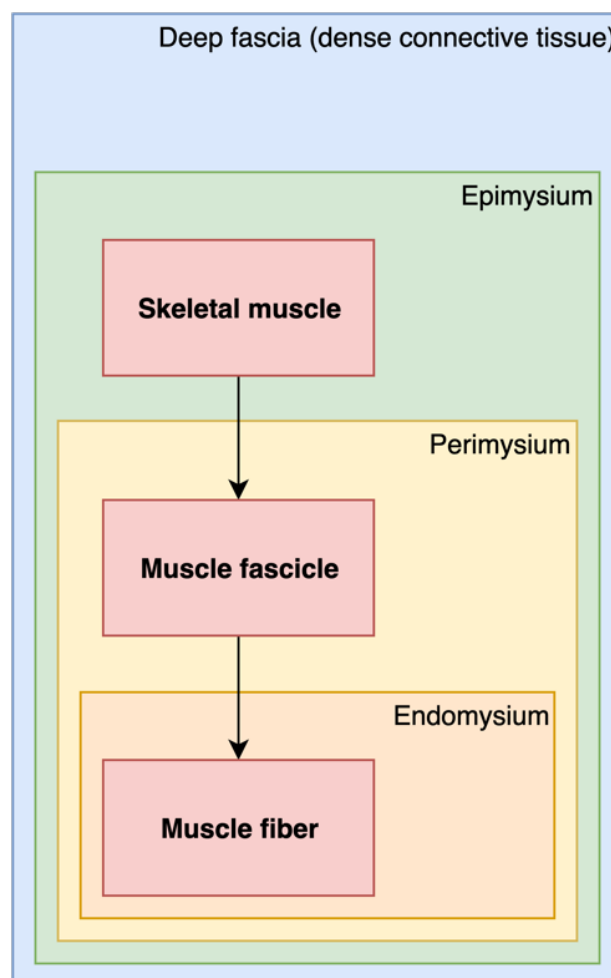 Deep fascia (dense connective tissue)
Epimysium
Skeletal muscle
Perimysium
Muscle fascicle
Endomysium
Muscle fiber